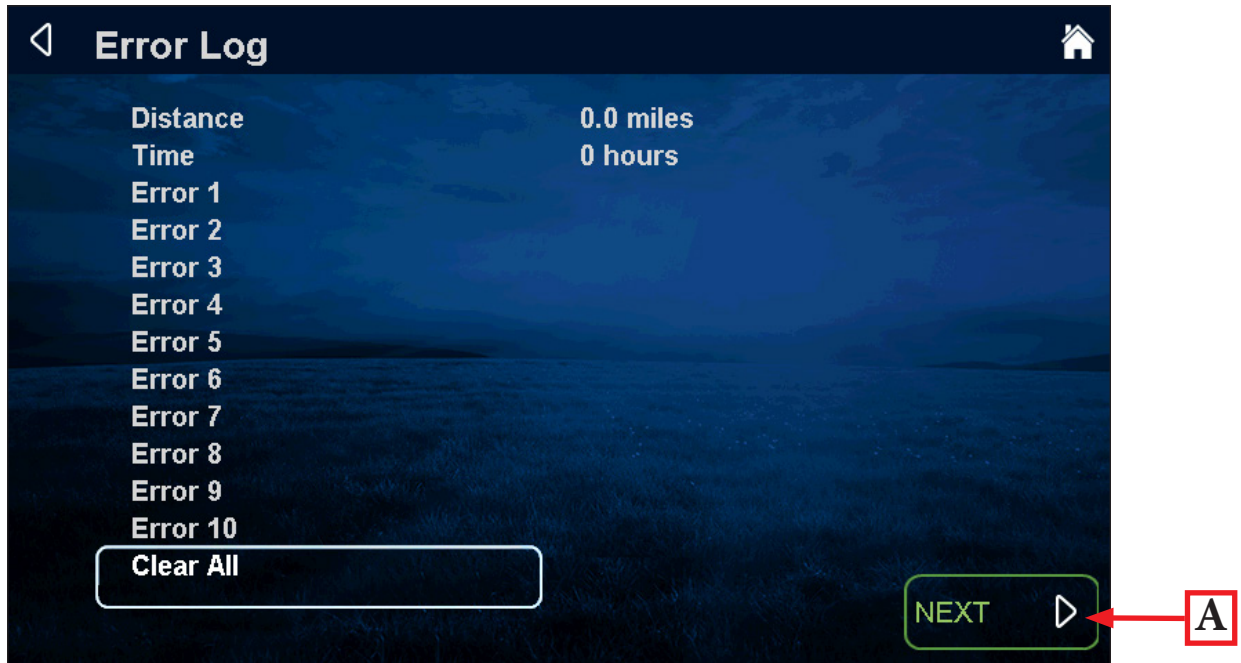 Error Log
Distance 0.0 miles
Time 0 hours
Error 1
Error 2
Error 3
Error 4
Error 5
Error 6
Error 7
Error 8
Error 9
Error 10
Clear All
NEXT
A